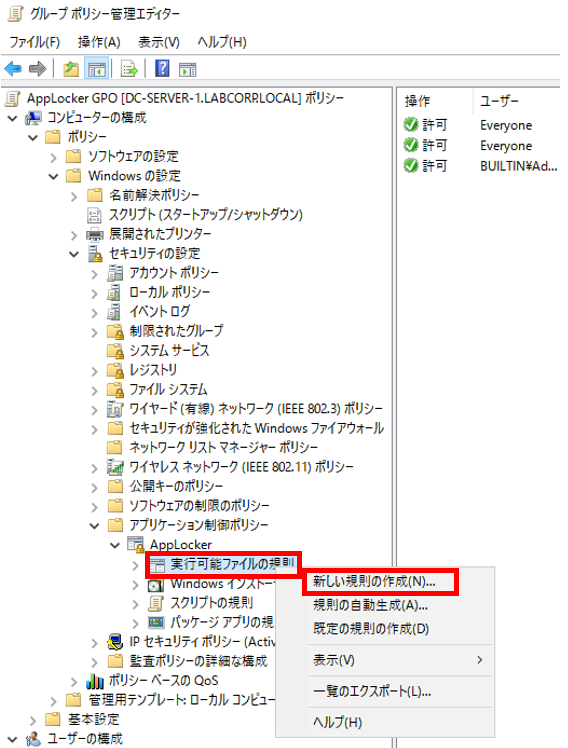 グループ ポリシー管理エディター
ファイル(F) 操作(A) 表示(V) ヘルプ(H)
AppLocker GPO [DC-SERVER-1.LABCORP.LOCAL] ポリシー
コンピューターの構成
ポリシー
ソフトウェアの設定
Windows の設定
名前解決ポリシー
スクリプト (スタートアップ/シャットダウン)
展開されたプリンター
セキュリティの設定
アカウント ポリシー
ローカル ポリシー
イベント ログ
制限されたグループ
システム サービス
レジストリ
ファイル システム
ワイヤード (有線) ネットワーク (IEEE 802.3) ポリシー
セキュリティが強化された Windows ファイアウォール
ネットワーク リスト マネージャー ポリシー
ワイヤレス ネットワーク (IEEE 802.11) ポリシー
公開キーのポリシー
ソフトウェアの制限のポリシー
アプリケーション制御ポリシー
AppLocker
実行可能ファイルの規則
Windows インストー
スクリプトの規則
パッケージ アプリの規
IP セキュリティ ポリシー (Activ
監査ポリシーの詳細な構成
ポリシー ベースの QoS
管理用テンプレート: ローカル コンピュー
基本設定
ユーザーの構成
操作 ユーザー
許可 Everyone
許可 Everyone
許可 BUILTIN¥Ad...
新しい規則の作成(N)...
規則の自動生成(A)...
既定の規則の作成(D)
表示(V)
一覧のエクスポート(L)...
ヘルプ(H)